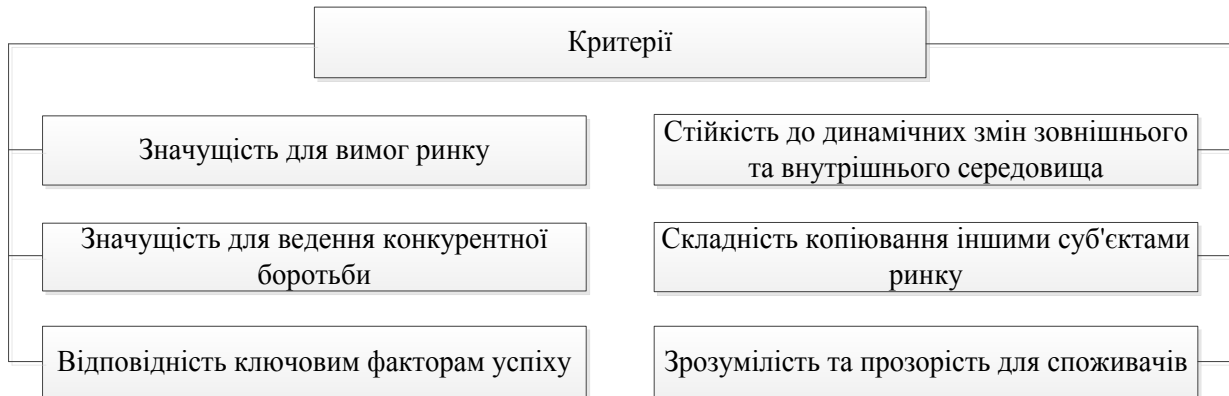 Критерії
Значущість для вимог ринку
Значущість для ведення конкурентної
боротьби
Відповідність ключовим факторам успіху
Стійкість до динамічних змін зовнішнього
та внутрішнього середовища
Складність копіювання іншими суб'єктами
ринку
Зрозумілість та прозорість для споживачів